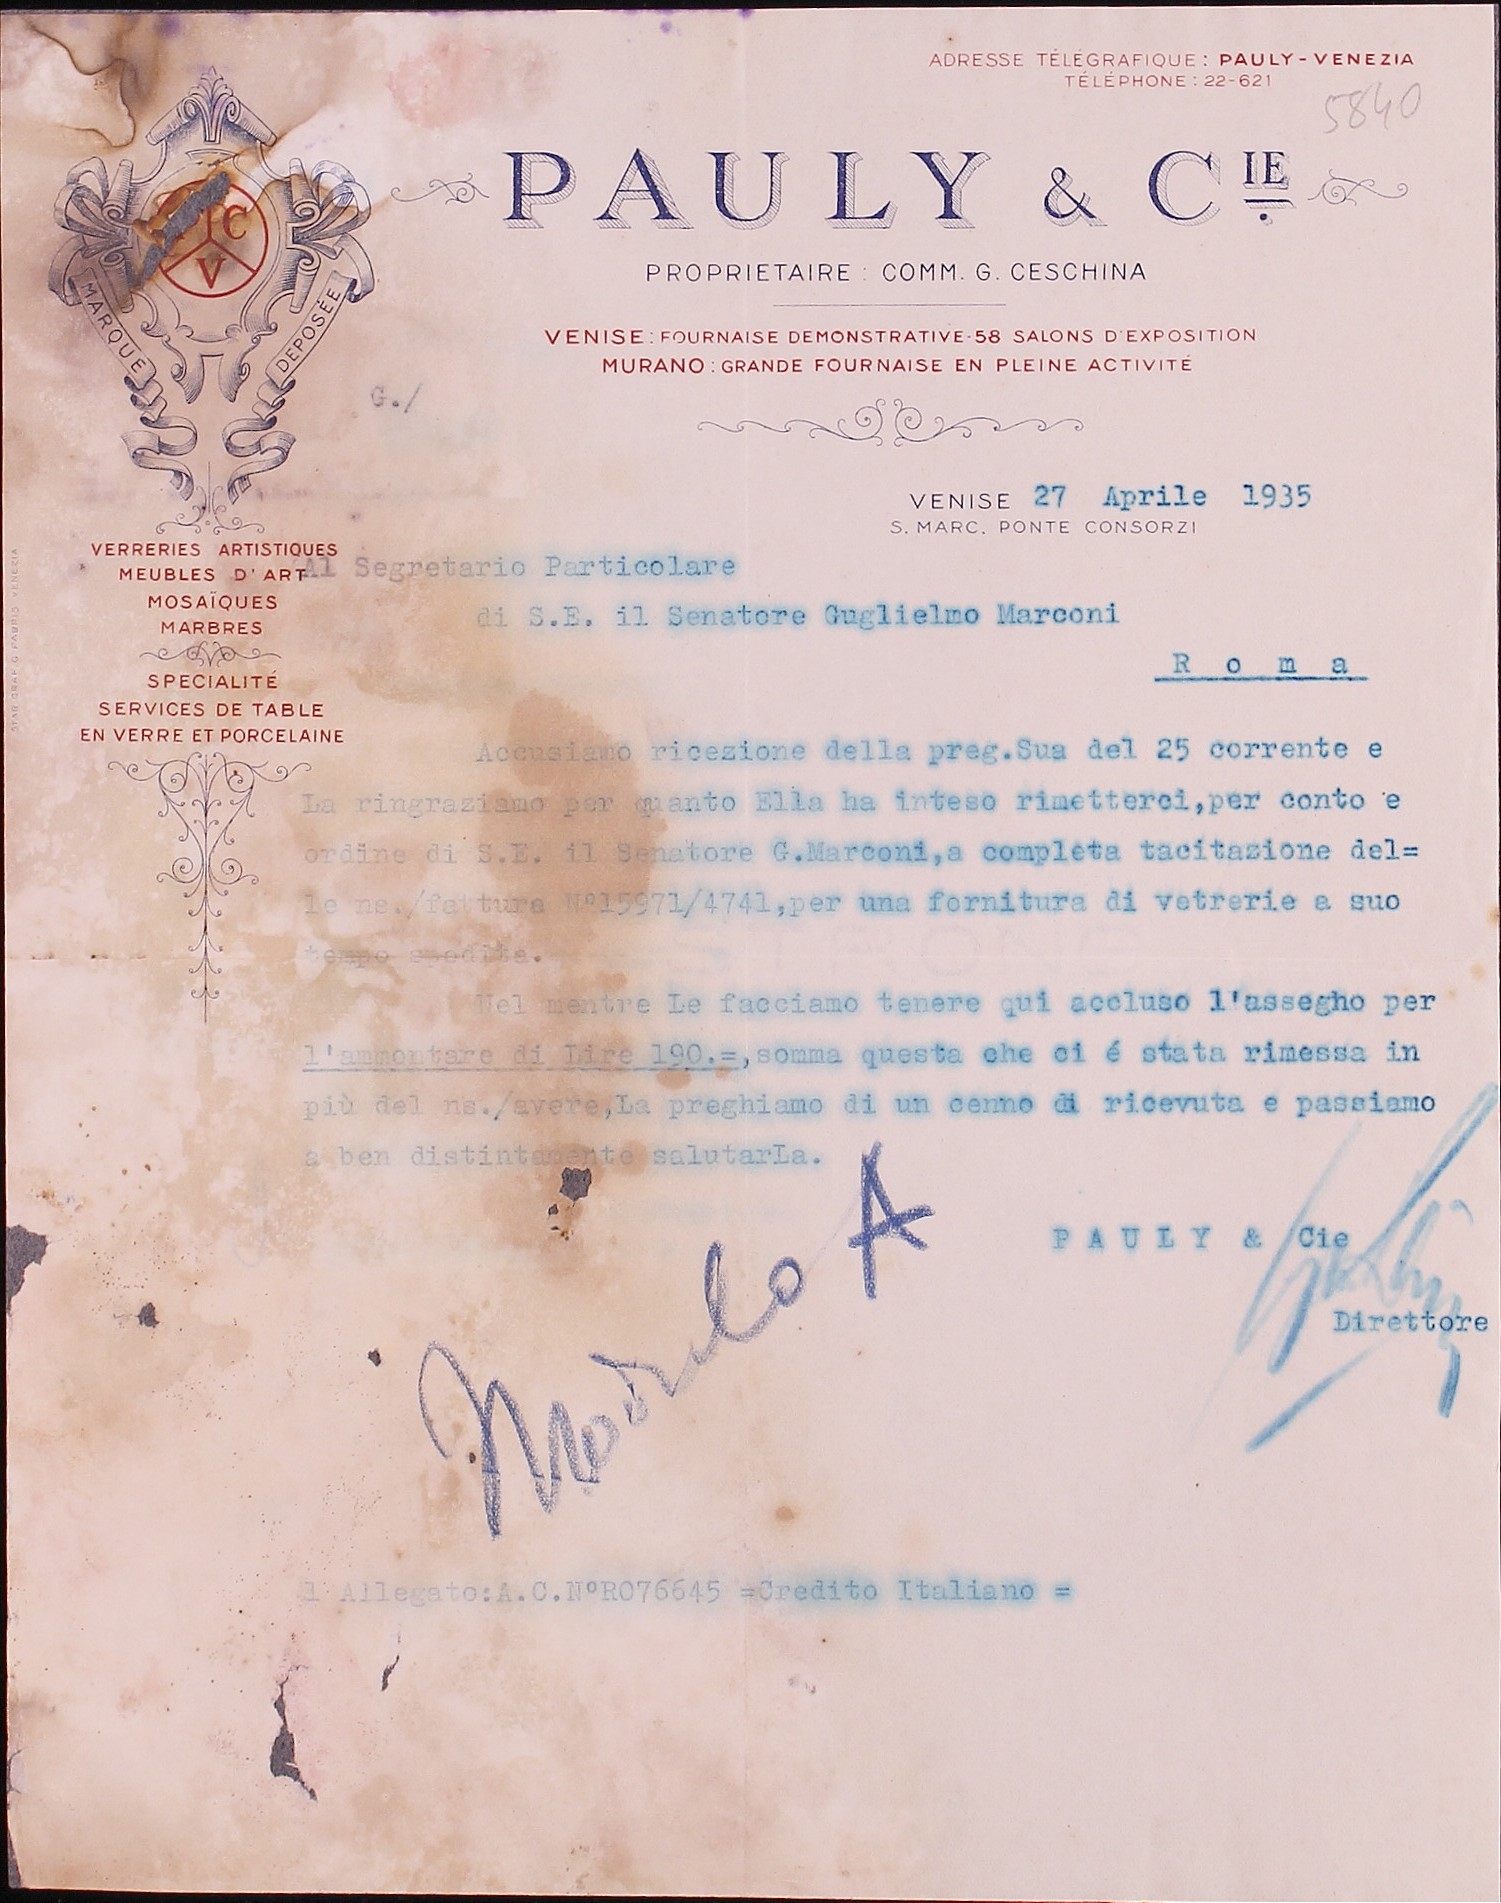 ADRESSE TÉLÉGRAFIQUE: PAULY-VENEZIA
TÉLÉPHONE: 22-621
5840
PAULY & CIE
PROPRIETAIRE: COMM. G. CESCHINA
VENISE: FOURNAISE DEMONSTRATIVE-58 SALONS D'EXPOSITION
MURANO: GRANDE FOURNAISE EN PLEINE ACTIVITÉ
C
V
MARQUE DEPOSÉE
G./
VENISE 27 Aprile 1935
S. MARC. PONTE CONSORZI
VERRERIES ARTISTIQUES
MEUBLES D'ART
MOSAÏQUES
MARBRES
SPECIALITÉ
SERVICES DE TABLE
EN VERRE ET PORCELAINE
Al Segretario Particolare
di S.E. il Senatore Guglielmo Marconi
Roma
Accusiamo ricezione della preg.Sua del 25 corrente e
La ringraziamo per quanto Ella ha inteso rimetterci,per conto e
ordine di S.E. il Senatore G.Marconi,a completa tacitazione del=
le ns./fattura N°15971/4741,per una fornitura di vetrerie a suo
tempo spedite.
Nel mentre Le facciamo tenere qui accluso l'assegho per
l'ammontare di Lire 190.=,somma questa che ci é stata rimessa in
più del ns./avere,La preghiamo di un cenno di ricevuta e passiamo
a ben distintamente salutarLa.
PAULY & Cie
Direttore
Modulo A
1 Allegato:A.C.N°R076645 =Credito Italiano =